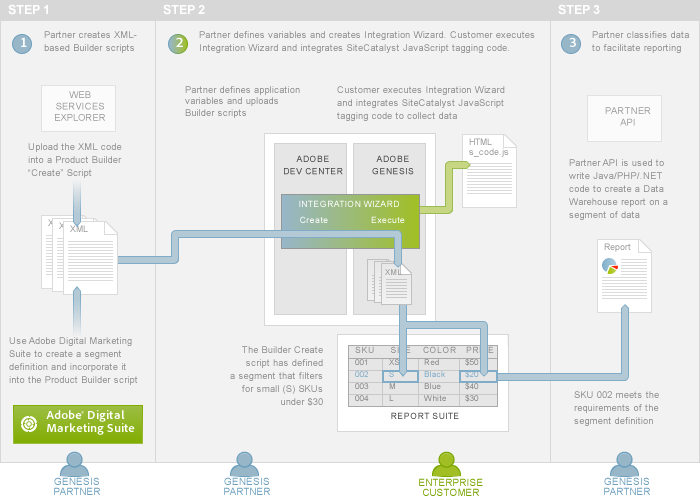 STEP 1
STEP 2
STEP 3
1
Partner creates XML-
based Builder scripts
2
Partner defines variables and creates Integration Wizard. Customer executes
Integration Wizard and integrates SiteCatalyst JavaScript tagging code.
3
Partner classifies data
to facilitate reporting
WEB
SERVICES
EXPLORER
Upload the XML code
into a Product Builder
"Create" Script
XML
Use Adobe Digital Marketing
Suite to create a segment
definition and incorporate it
into the Product Builder script
Adobe® Digital
Marketing Suite
Partner defines application
variables and uploads
Builder scripts
Customer executes Integration Wizard
and integrates SiteCatalyst JavaScript
tagging code to collect data
ADOBE
DEV CENTER
ADOBE
GENESIS
INTEGRATION WIZARD
Create Execute
XML
HTML
s_code.js
The Builder Create
script has defined
a segment that filters
for small (S) SKUs
under $30
SKU SIZE COLOR PRICE
001 XS Red $50
002 S Black $20
003 M Blue $40
004 L White $30
REPORT SUITE
PARTNER
API
Partner API is used to
write Java/PHP/.NET
code to create a Data
Warehouse report on a
segment of data
Report
SKU 002 meets the
requirements of the
segment definition
GENESIS
PARTNER
GENESIS
PARTNER
ENTERPRISE
CUSTOMER
GENESIS
PARTNER